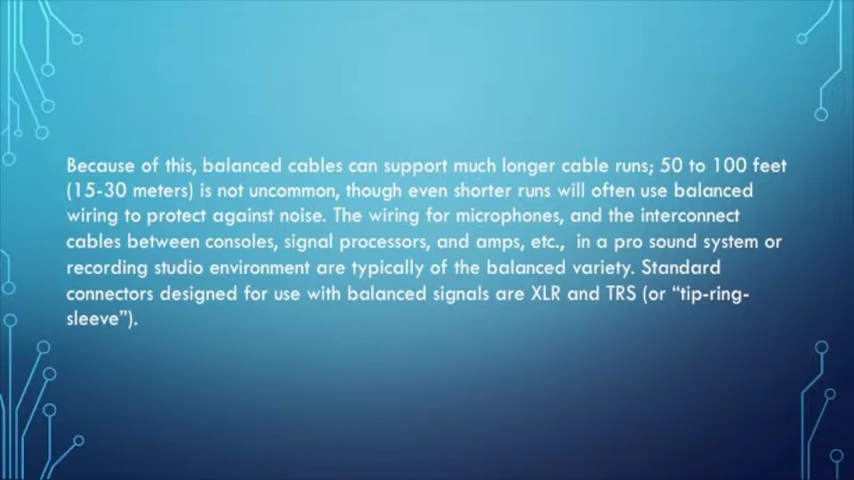 Because of this, balanced cables can support much longer cable runs; 50 to 100 feet
(15-30 meters) is not uncommon, though even shorter runs will often use balanced
wiring to protect against noise. The wiring for microphones, and the interconnect
cables between consoles, signal processors, and amps, etc.,  in a pro sound system or
recording studio environment are typically of the balanced variety. Standard
connectors designed for use with balanced signals are XLR and TRS (or “tip-ring-
sleeve”).